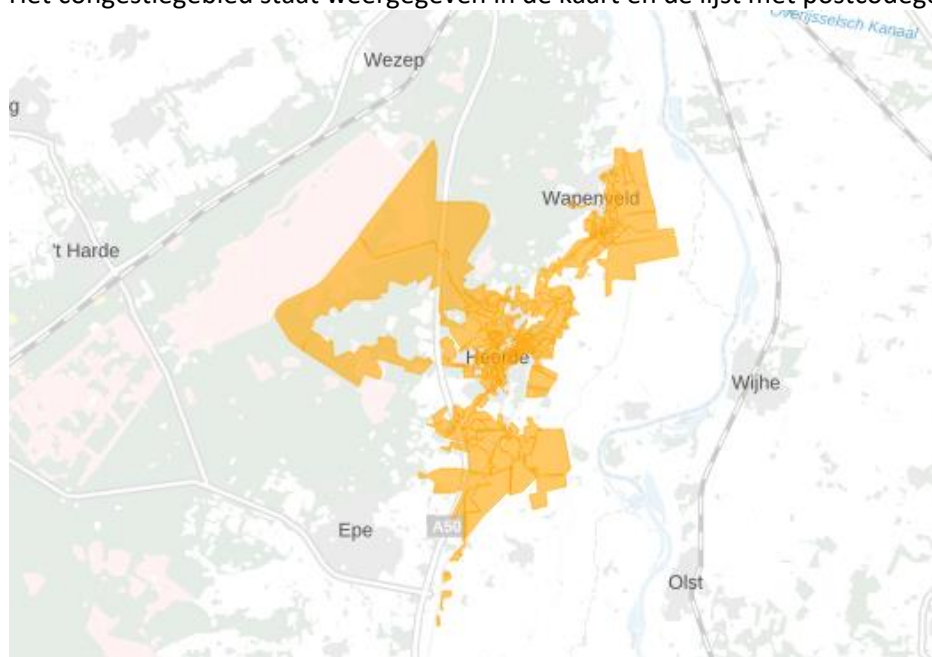 Het congestiegebied staat weergegeven in de kaart en de lijst met postcodege
Overijsselsch Kanaal
Wezep
g
Wapenveld
't Harde
Heerde
Wijhe
Epe
A50
Olst